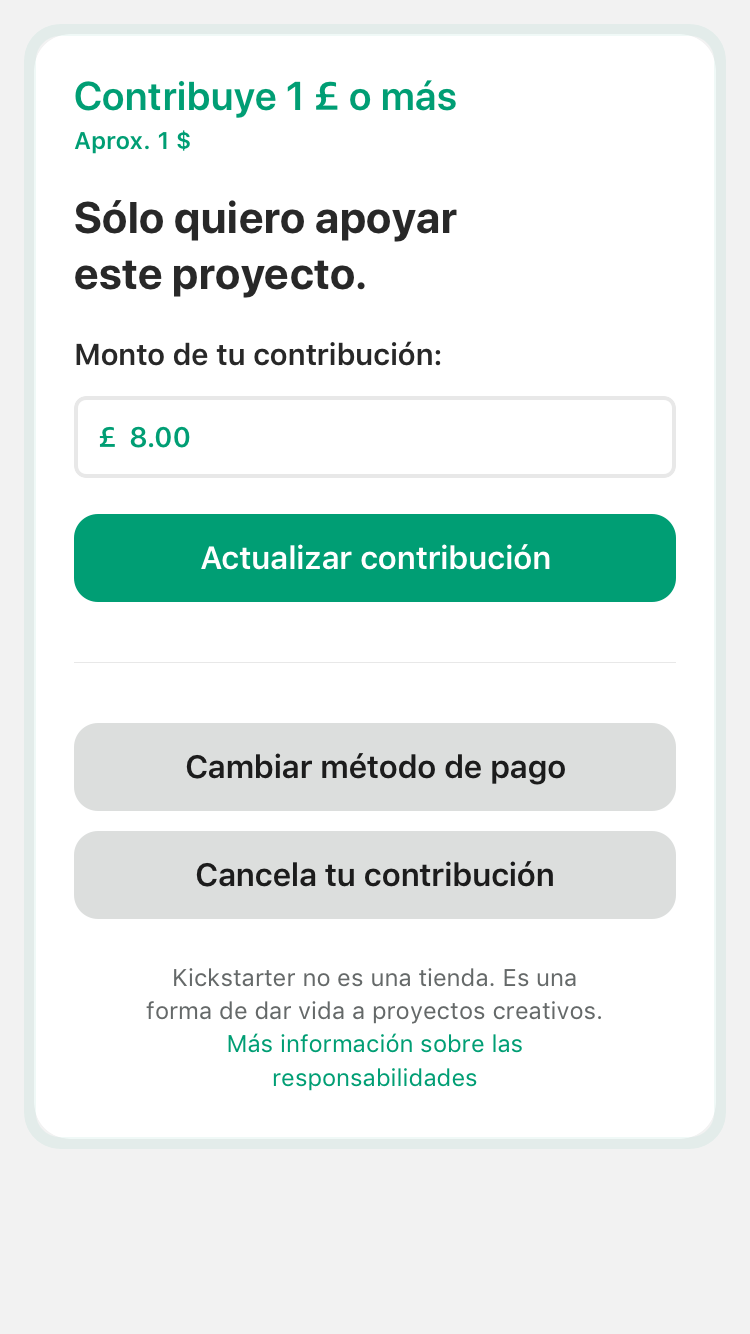 Contribuye 1 £ o más
Aprox. 1 $
Sólo quiero apoyar
este proyecto.
Monto de tu contribución:
£ 8.00
Actualizar contribución
Cambiar método de pago
Cancela tu contribución
Kickstarter no es una tienda. Es una
forma de dar vida a proyectos creativos.
Más información sobre las
responsabilidades